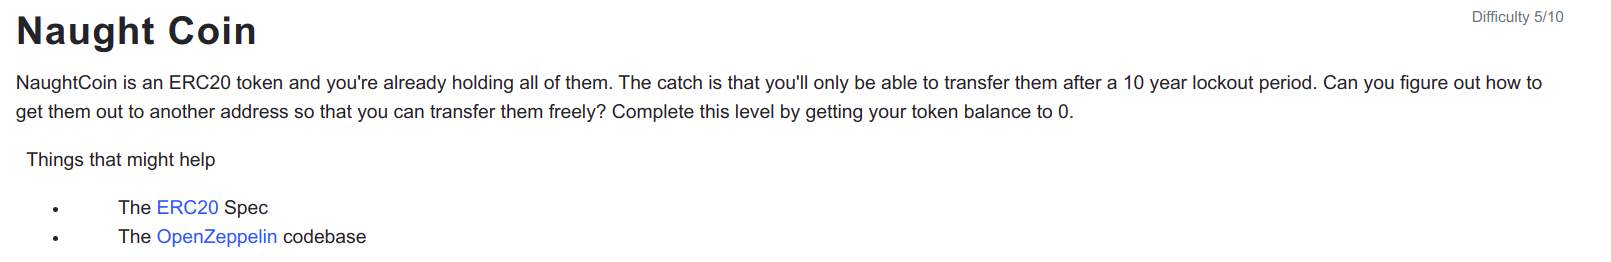 Naught Coin
Difficulty 5/10
NaughtCoin is an ERC20 token and you're already holding all of them. The catch is that you'll only be able to transfer them after a 10 year lockout period. Can you figure out how to
get them out to another address so that you can transfer them freely? Complete this level by getting your token balance to 0.
Things that might help
• The ERC20 Spec
• The OpenZeppelin codebase